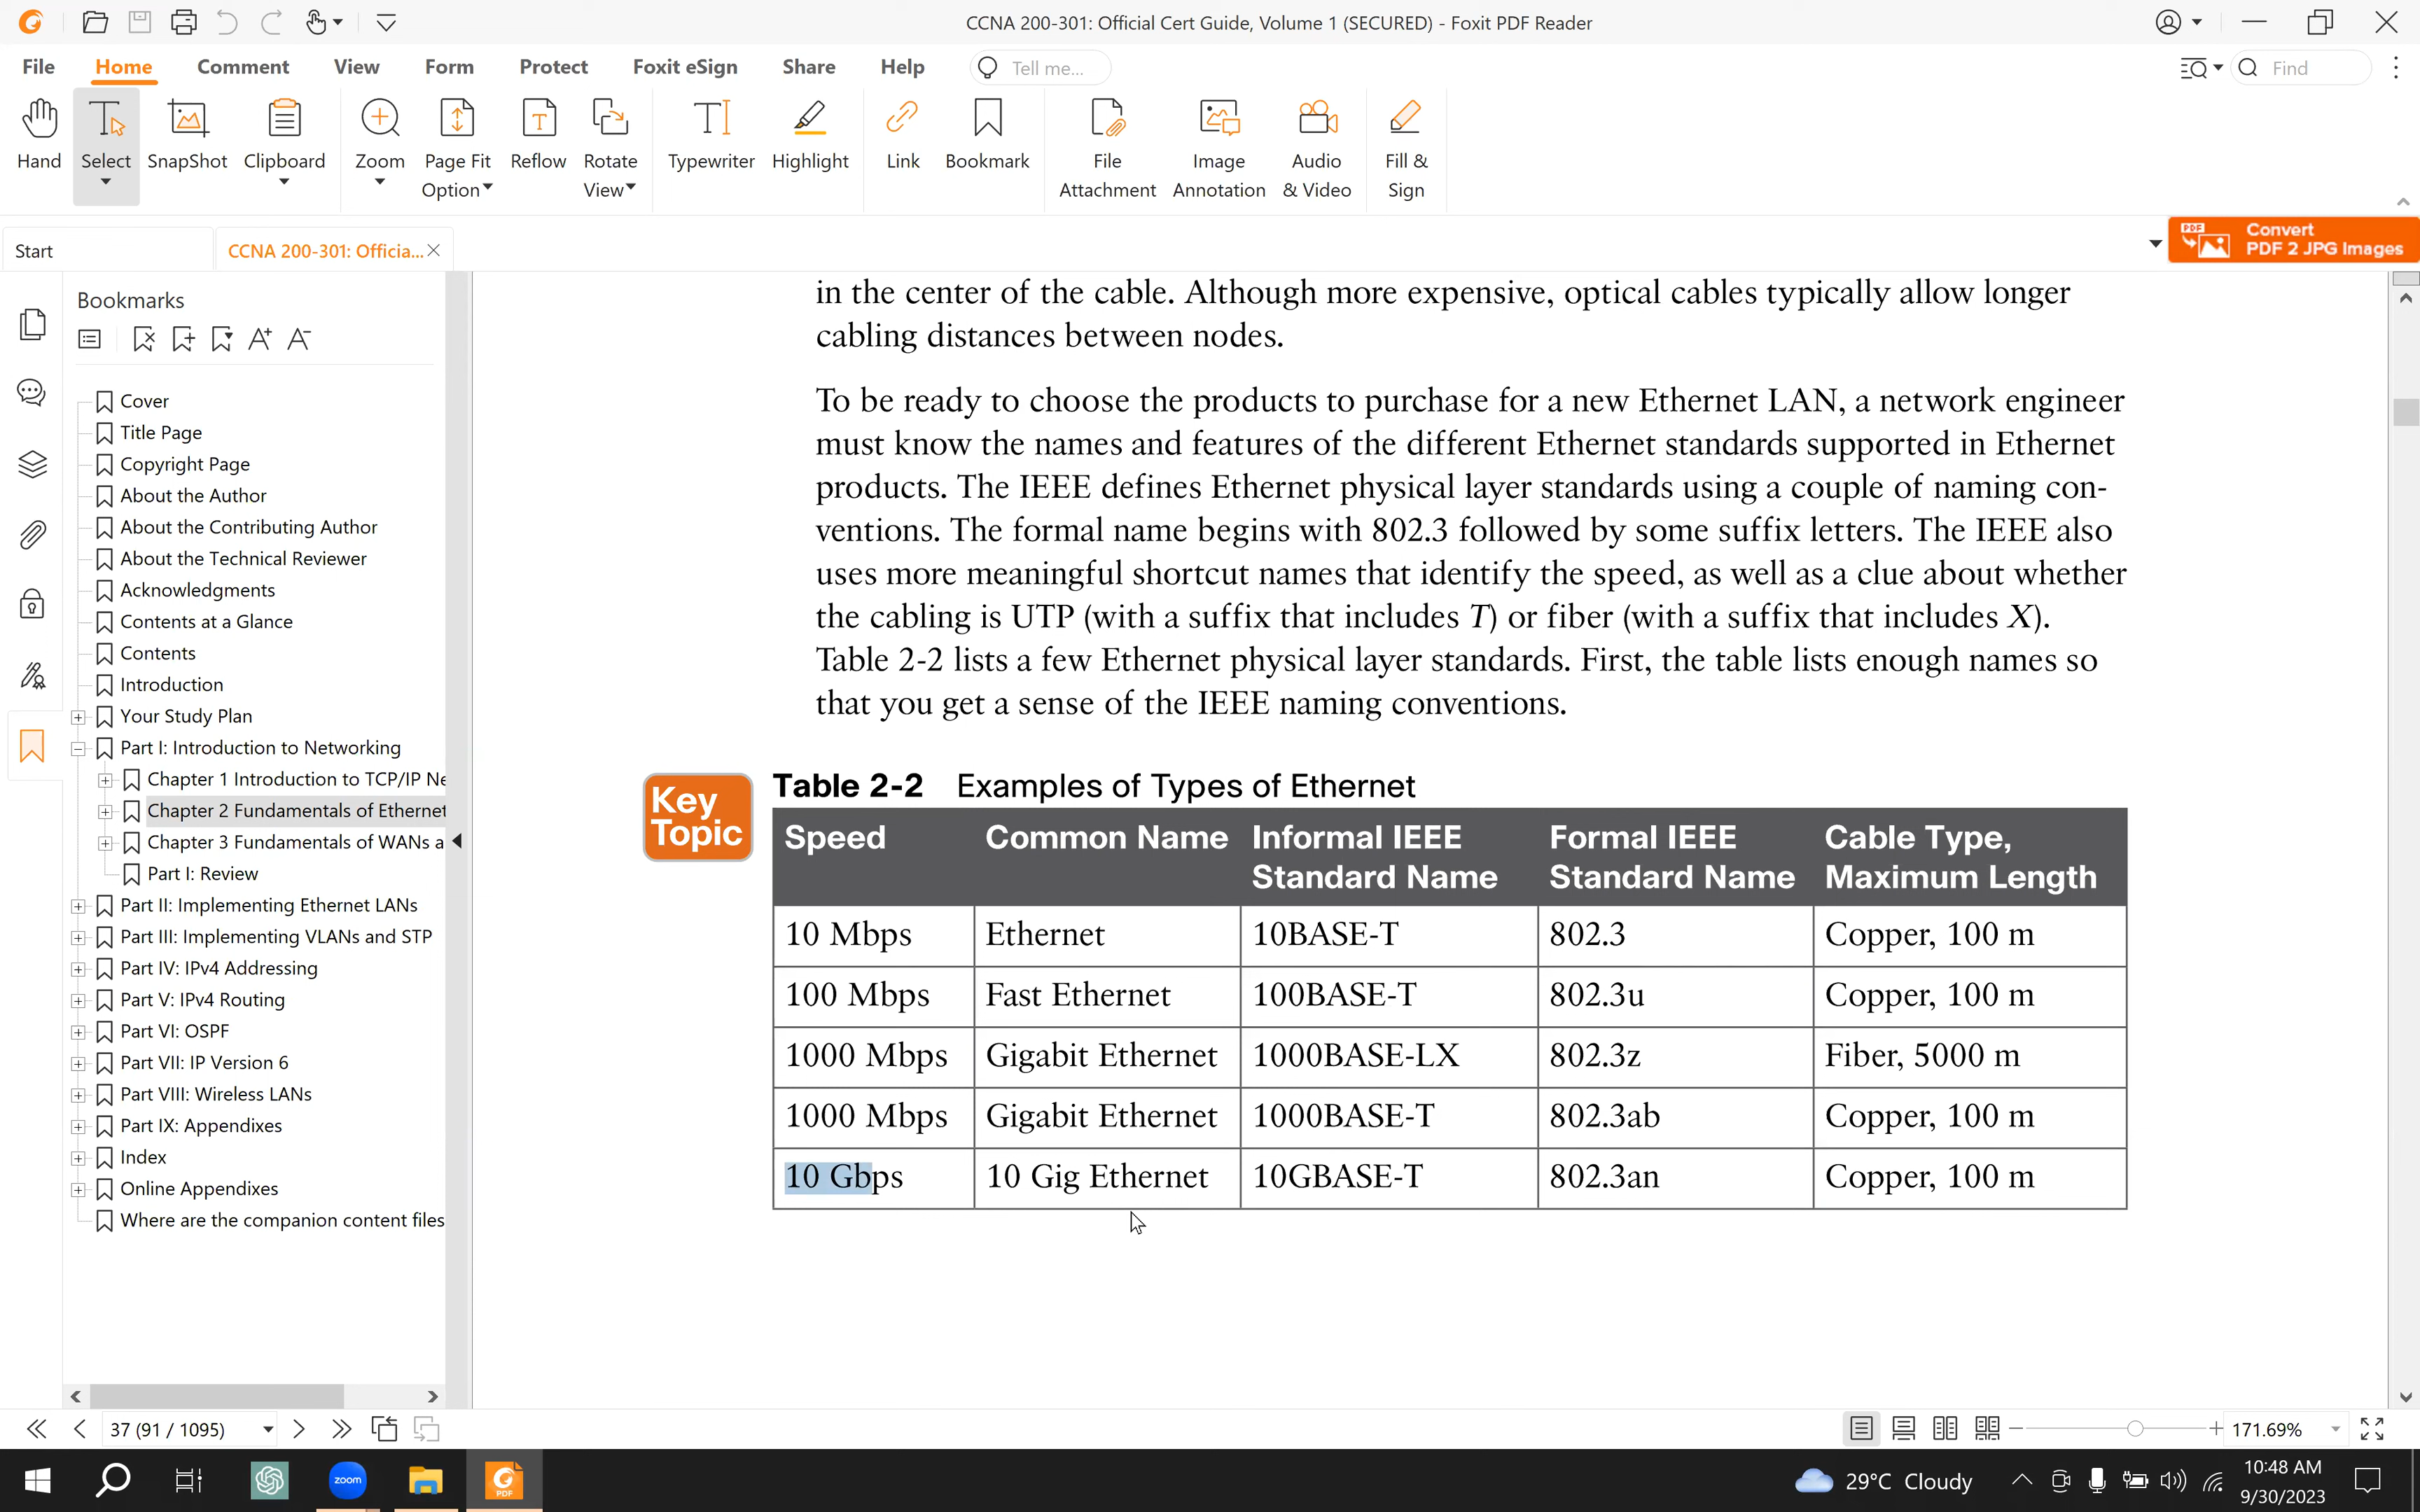 CCNA 200-301: Official Cert Guide, Volume 1 (SECURED) - Foxit PDF Reader
File Home Comment View Form Protect Foxit eSign Share Help Tell me... Find
Hand Select SnapShot Clipboard Zoom Page Fit Option Reflow Rotate View Typewriter Highlight Link Bookmark File Attachment Image Annotation Audio & Video Fill & Sign
Start CCNA 200-301: Officia...
PDF Convert
PDF 2 JPG Images
Bookmarks
Cover
Title Page
Copyright Page
About the Author
About the Contributing Author
About the Technical Reviewer
Acknowledgments
Contents at a Glance
Contents
Introduction
Your Study Plan
Part I: Introduction to Networking
Chapter 1 Introduction to TCP/IP Ne
Chapter 2 Fundamentals of Ethernet
Chapter 3 Fundamentals of WANs a
Part I: Review
Part II: Implementing Ethernet LANs
Part III: Implementing VLANs and STP
Part IV: IPv4 Addressing
Part V: IPv4 Routing
Part VI: OSPF
Part VII: IP Version 6
Part VIII: Wireless LANs
Part IX: Appendixes
Index
Online Appendixes
Where are the companion content files
in the center of the cable. Although more expensive, optical cables typically allow longer
cabling distances between nodes.
To be ready to choose the products to purchase for a new Ethernet LAN, a network engineer
must know the names and features of the different Ethernet standards supported in Ethernet
products. The IEEE defines Ethernet physical layer standards using a couple of naming con-
ventions. The formal name begins with 802.3 followed by some suffix letters. The IEEE also
uses more meaningful shortcut names that identify the speed, as well as a clue about whether
the cabling is UTP (with a suffix that includes T) or fiber (with a suffix that includes X).
Table 2-2 lists a few Ethernet physical layer standards. First, the table lists enough names so
that you get a sense of the IEEE naming conventions.
Key
Topic
Table 2-2 Examples of Types of Ethernet
Speed Common Name Informal IEEE Standard Name Formal IEEE Standard Name Cable Type, Maximum Length
10 Mbps Ethernet 10BASE-T 802.3 Copper, 100 m
100 Mbps Fast Ethernet 100BASE-T 802.3u Copper, 100 m
1000 Mbps Gigabit Ethernet 1000BASE-LX 802.3z Fiber, 5000 m
1000 Mbps Gigabit Ethernet 1000BASE-T 802.3ab Copper, 100 m
10 Gbps 10 Gig Ethernet 10GBASE-T 802.3an Copper, 100 m
37 (91 / 1095) 171.69%
zoom
PDF
29°C Cloudy
10:48 AM
9/30/2023